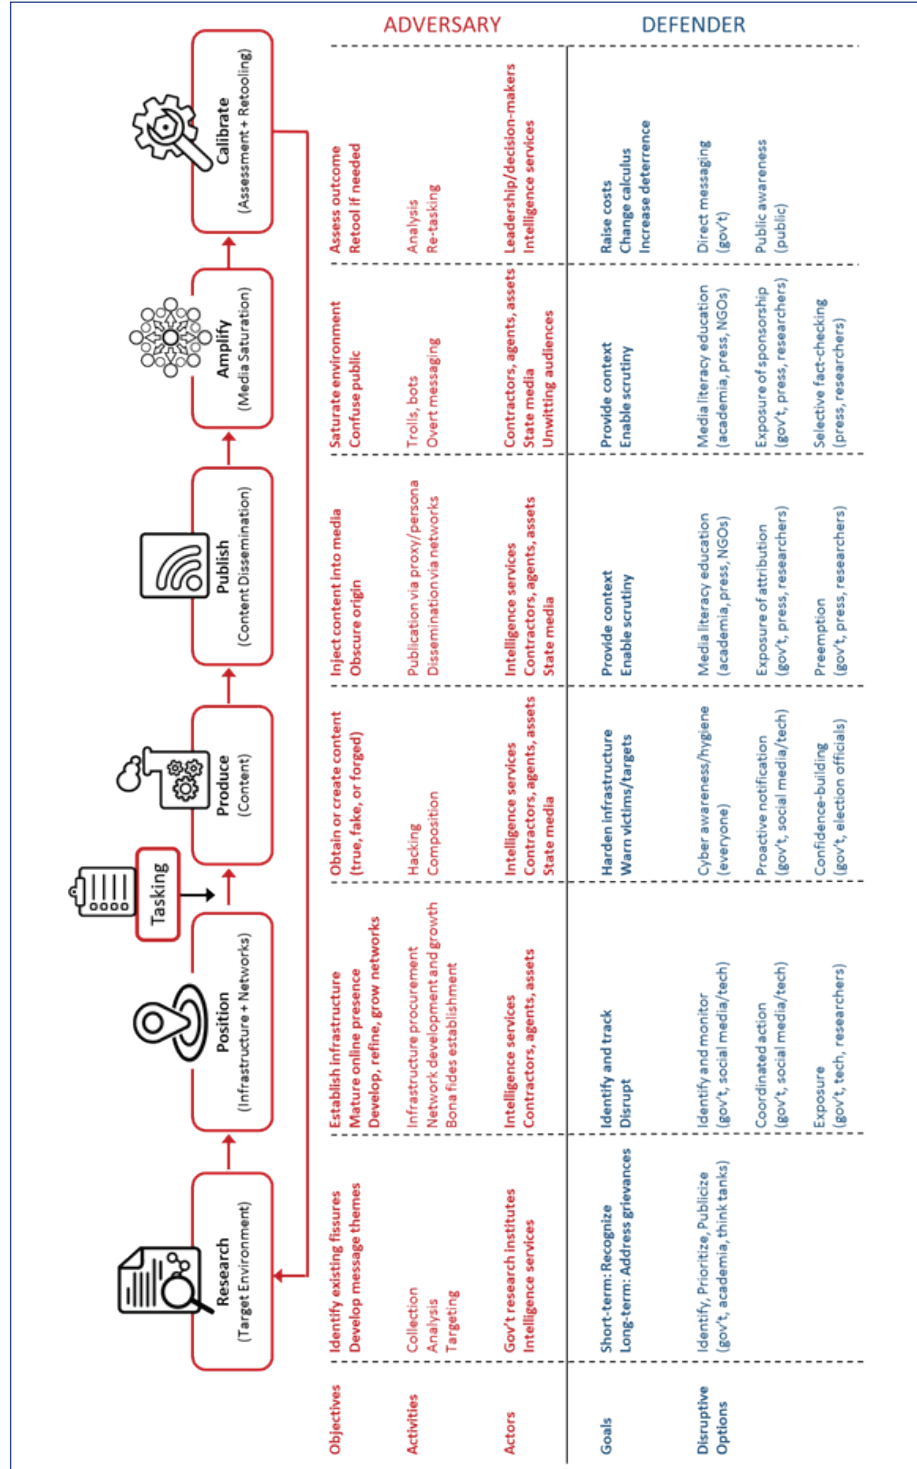 Research
(Target Environment)
Position
(Infrastructure + Networks)
Tasking
Produce
(Content)
Publish
(Content Dissemination)
Amplify
(Media Saturation)
Calibrate
(Assessment + Retooling)
ADVERSARY
Objectives
Identify existing fissures
Develop message themes
Establish infrastructure
Mature online presence
Develop, refine, grow networks
Obtain or create content
(true, fake, or forged)
Inject content into media
Obscure origin
Saturate environment
Confuse public
Assess outcome
Retool if needed
Activities
Collection
Analysis
Targeting
Infrastructure procurement
Network development and growth
Bona fides establishment
Hacking
Composition
Publication via proxy/persona
Dissemination via networks
Trolls, bots
Overt messaging
Analysis
Re-tasking
Actors
Gov't research institutes
Intelligence services
Intelligence services
Contractors, agents, assets
Intelligence services
Contractors, agents, assets
State media
Intelligence services
Contractors, agents, assets
State media
Contractors, agents, assets
State media
Unwitting audiences
Leadership/decision-makers
Intelligence services
DEFENDER
Goals
Short-term: Recognize
Long-term: Address grievances
Identify and track
Disrupt
Harden infrastructure
Warn victims/targets
Provide context
Enable scrutiny
Provide context
Enable scrutiny
Raise costs
Change calculus
Increase deterrence
Disruptive
Options
Identify, Prioritize, Publicize
(gov't, academia, think tanks)
Identify and monitor
(gov't, social media/tech)
Coordinated action
(gov't, social media/tech)
Exposure
(gov't, tech, researchers)
Cyber awareness/hygiene
(everyone)
Proactive notification
(gov't, social media/tech)
Confidence-building
(gov't, election officials)
Media literacy education
(academia, press, NGOs)
Exposure of attribution
(gov't, press, researchers)
Preemption
(gov't, press, researchers)
Media literacy education
(academia, press, NGOs)
Exposure of sponsorship
(gov't, press, researchers)
Selective fact-checking
(press, researchers)
Direct messaging
(gov't)
Public awareness
(public)